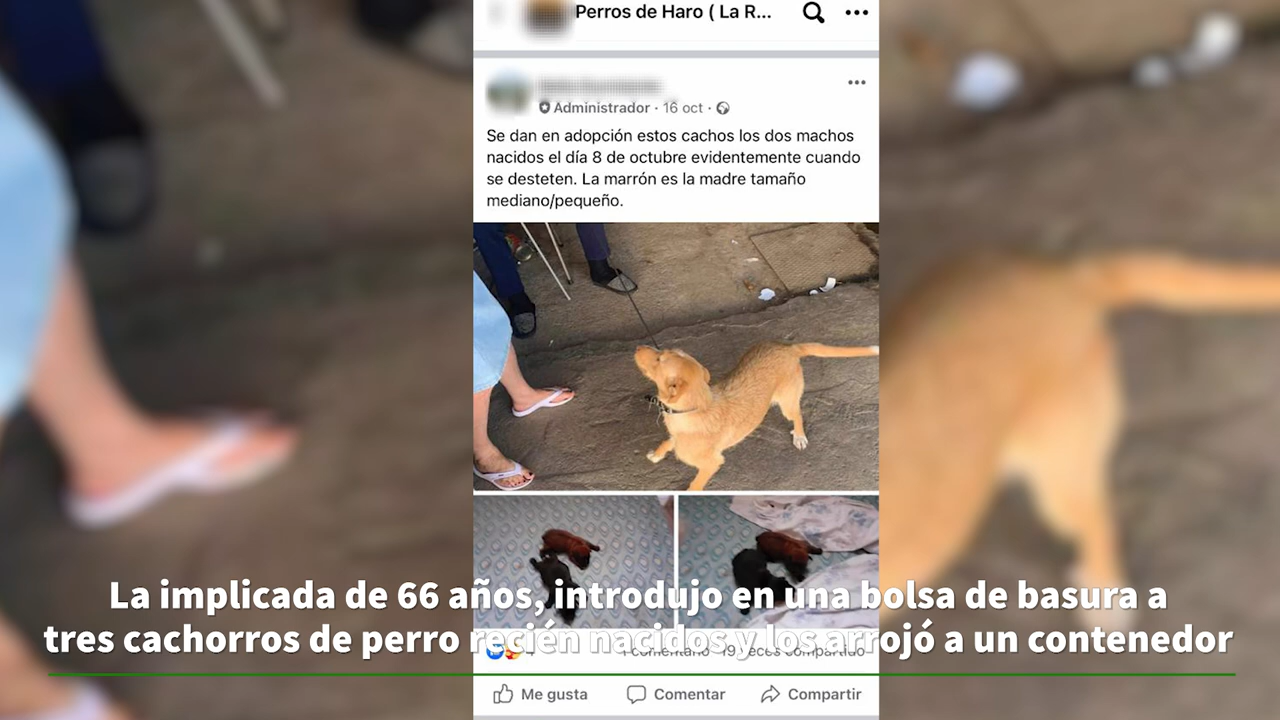 Perros de Haro ( La R...
Administrador · 16 oct ·
Se dan en adopción estos cachos los dos machos
nacidos el día 8 de octubre evidentemente cuando
se desteten. La marrón es la madre tamaño
mediano/pequeño.
La implicada de 66 años, introdujo en una bolsa de basura a
tres cachorros de perro recién nacidos y los arrojó a un contenedor
1 comentario 19 veces compartido
Me gusta
Comentar
Compartir